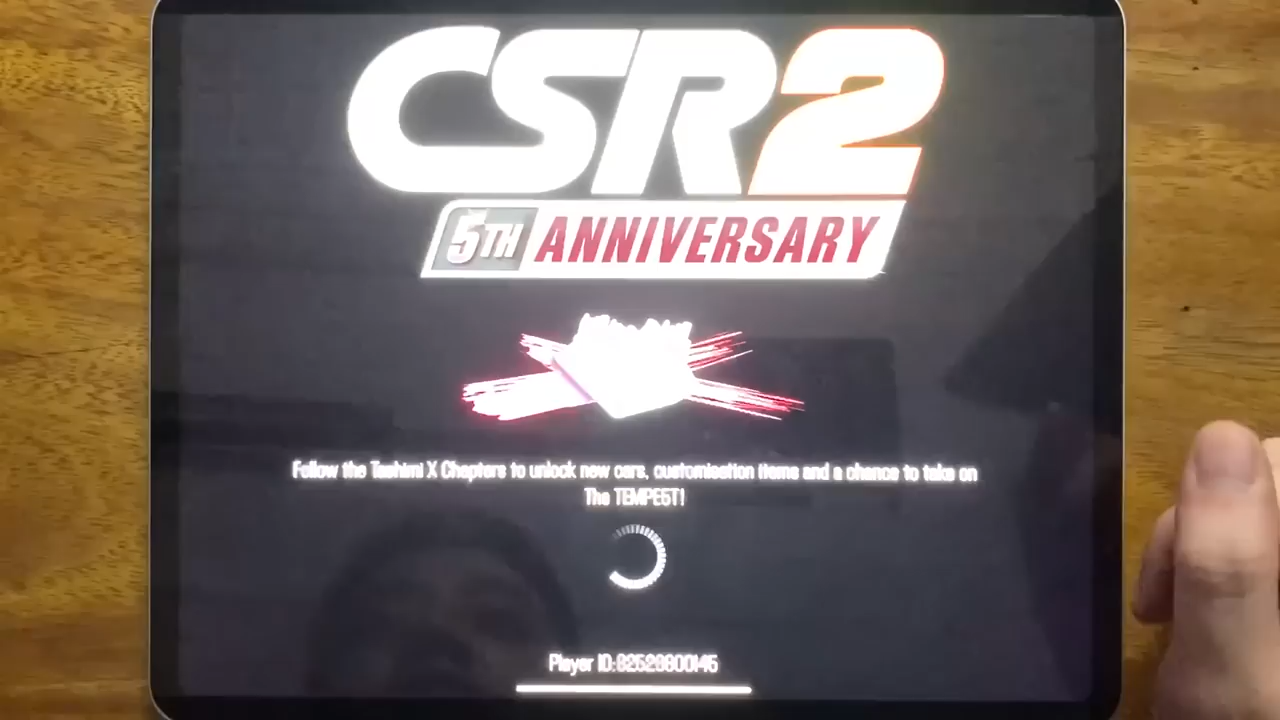 CSR2
5TH ANNIVERSARY
Follow the Tashimi X Chapters to unlock new cars, customisation items and a chance to take on
The TEMPEST!
Player ID: